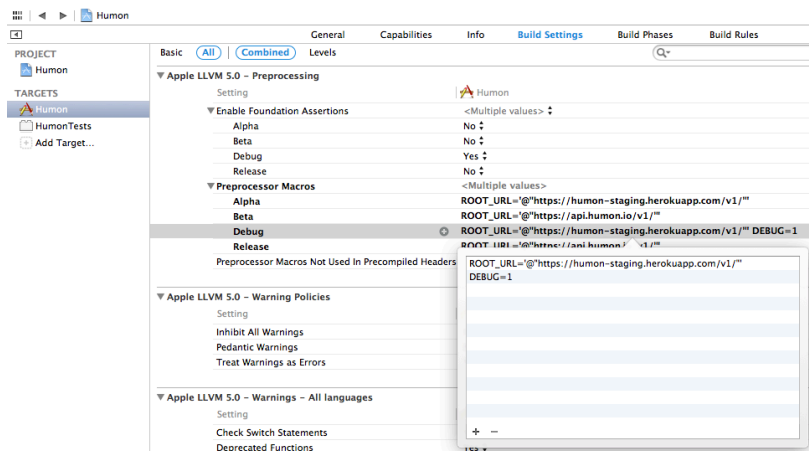 Humon
General Capabilities Info Build Settings Build Phases Build Rules
PROJECT
Humon
TARGETS
Humon
HumonTests
Add Target...
Basic All Combined Levels
Apple LLVM 5.0 - Preprocessing
Setting Humon
Enable Foundation Assertions <Multiple values>
Alpha No
Beta No
Debug Yes
Release No
Preprocessor Macros <Multiple values>
Alpha ROOT_URL='@"https://humon-staging.herokuapp.com/v1/"'
Beta ROOT_URL='@"https://api.humon.io/v1/"'
Debug ROOT_URL='@"https://humon-staging.herokuapp.com/v1/"' DEBUG=1
Release ROOT_URL='@"https://api.humon v1/"'
Preprocessor Macros Not Used In Precompiled Headers
ROOT_URL='@"https://humon-staging.herokuapp.com/v1/"'
DEBUG=1
Apple LLVM 5.0 - Warning Policies
Setting
Inhibit All Warnings
Pedantic Warnings
Treat Warnings as Errors
Apple LLVM 5.0 - Warnings - All languages
Setting
Check Switch Statements
Deprecated Functions Yes